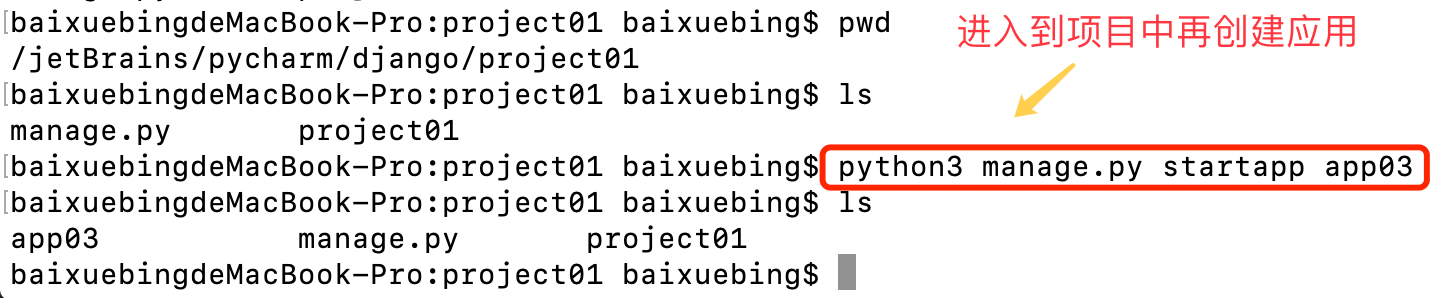 [baixuebingdeMacBook-Pro:project01 baixuebing$ pwd
进入到项目中再创建应用
/jetBrains/pycharm/django/project01
[baixuebingdeMacBook-Pro:project01 baixuebing$ ls
manage.py project01
[baixuebingdeMacBook-Pro:project01 baixuebing$ python3 manage.py startapp app03
[baixuebingdeMacBook-Pro:project01 baixuebing$ ls
app03 manage.py project01
baixuebingdeMacBook-Pro:project01 baixuebing$